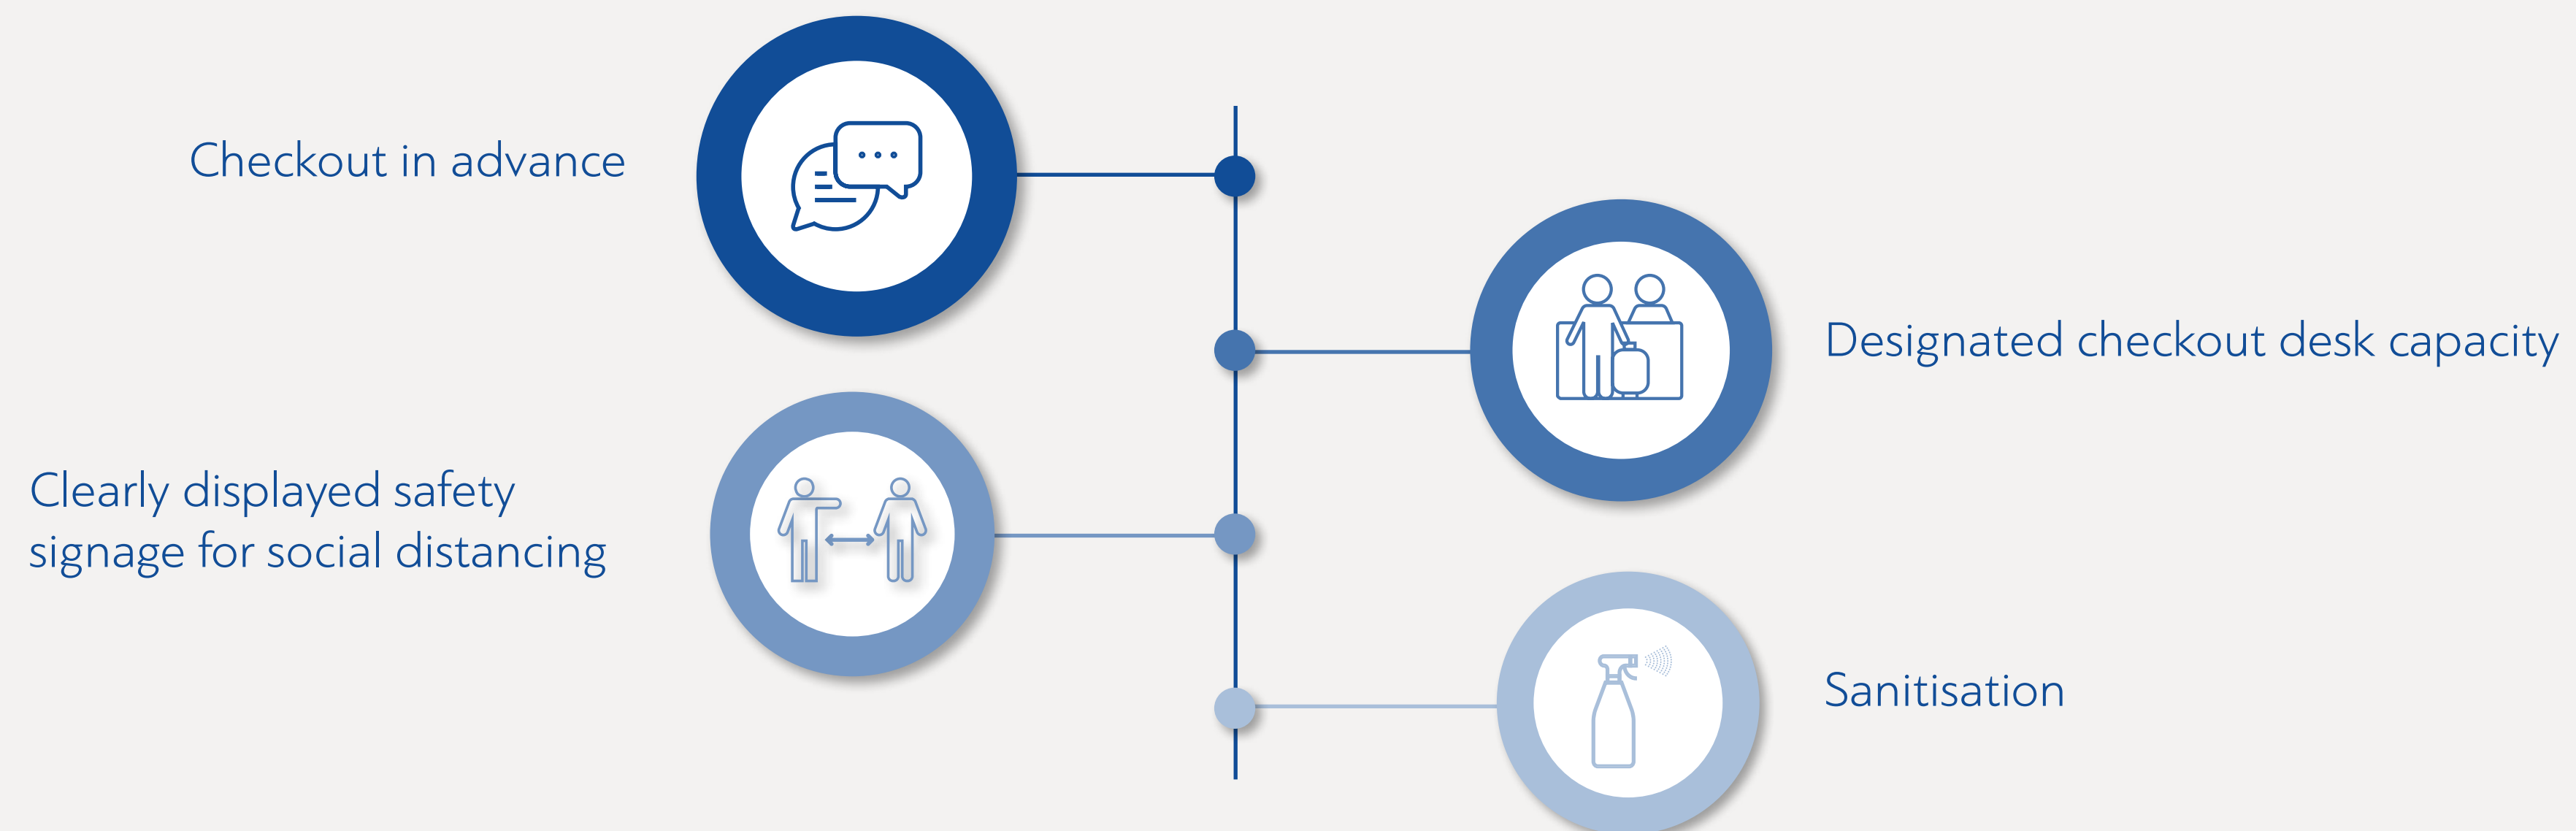 Checkout in advance
Designated checkout desk capacity
Clearly displayed safety
signage for social distancing
Sanitisation